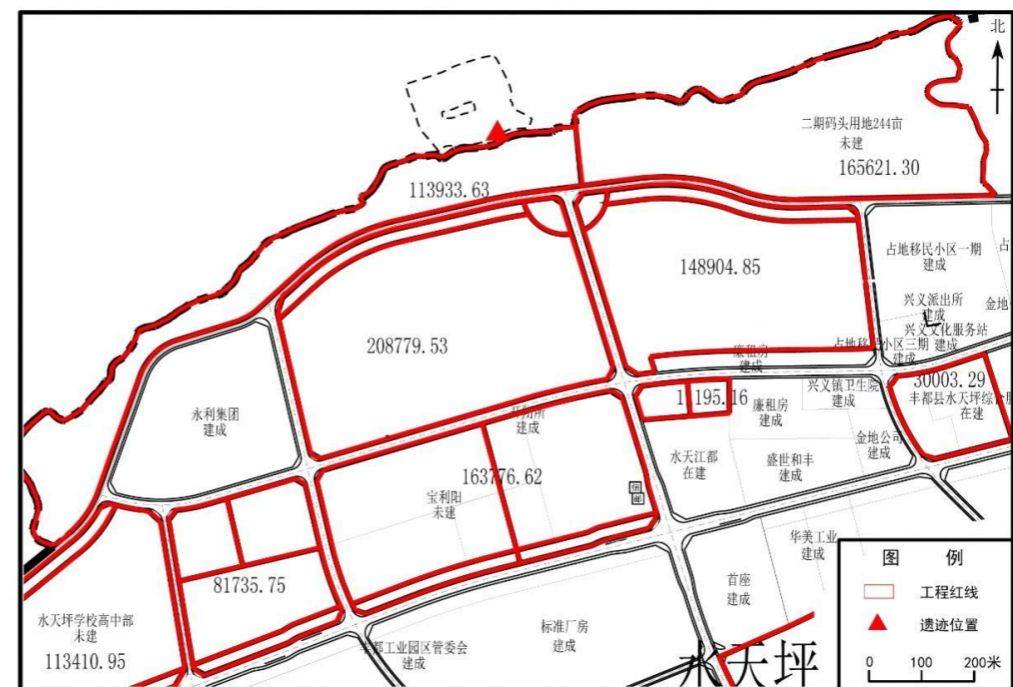 北
二期码头用地244亩
未建
165621.30
113933.63
148904.85
208779.53
占地移民小区一期
建成
占
兴义派出所
建成
金地
兴义文化服务站
建成
占地移民小区三期
建成
廉租房
建成
永利集团
建成
195.16
廉租房
建成
兴义镇卫生院
建成
30003.29
丰都县水天坪综合
在建
金地公司
建成
水天江都
在建
盛世和丰
建成
建成
163776.62
宝利阳
未建
华美工业
建成
首座
建成
81735.75
水天坪学校高中部
未建
113410.95
丰都工业园区管委会
建成
标准厂房
建成
水天坪
图 例
工程红线
遗迹位置
0 100 200米